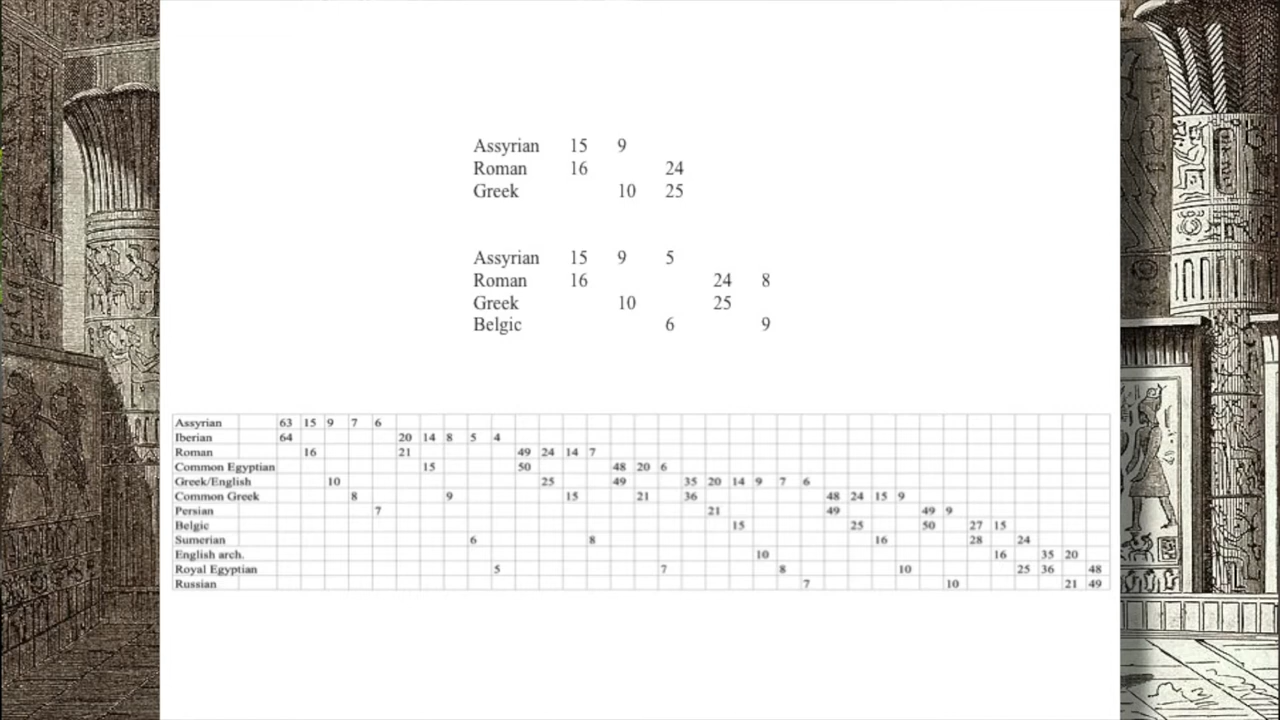 Assyrian 15 9
Roman 16 24
Greek 10 25
Assyrian 15 9 5
Roman 16 24 8
Greek 10 25
Belgic 6 9
Assyrian 63 15 9 7 6
Iberian 64 20 14 8 5 4
Roman 16 21 49 24 14 7
Common Egyptian 15 50 48 20 6
Greek/English 10 25 49 35 20 14 9 7 6
Common Greek 8 9 15 21 36 48 24 15 9
Persian 7 21 49 49 9
Belgic 15 25 50 27 15
Sumerian 6 8 16 28 24
English arch. 10 16 35 20
Royal Egyptian 5 7 8 10 25 36 48
Russian 7 10 21 49